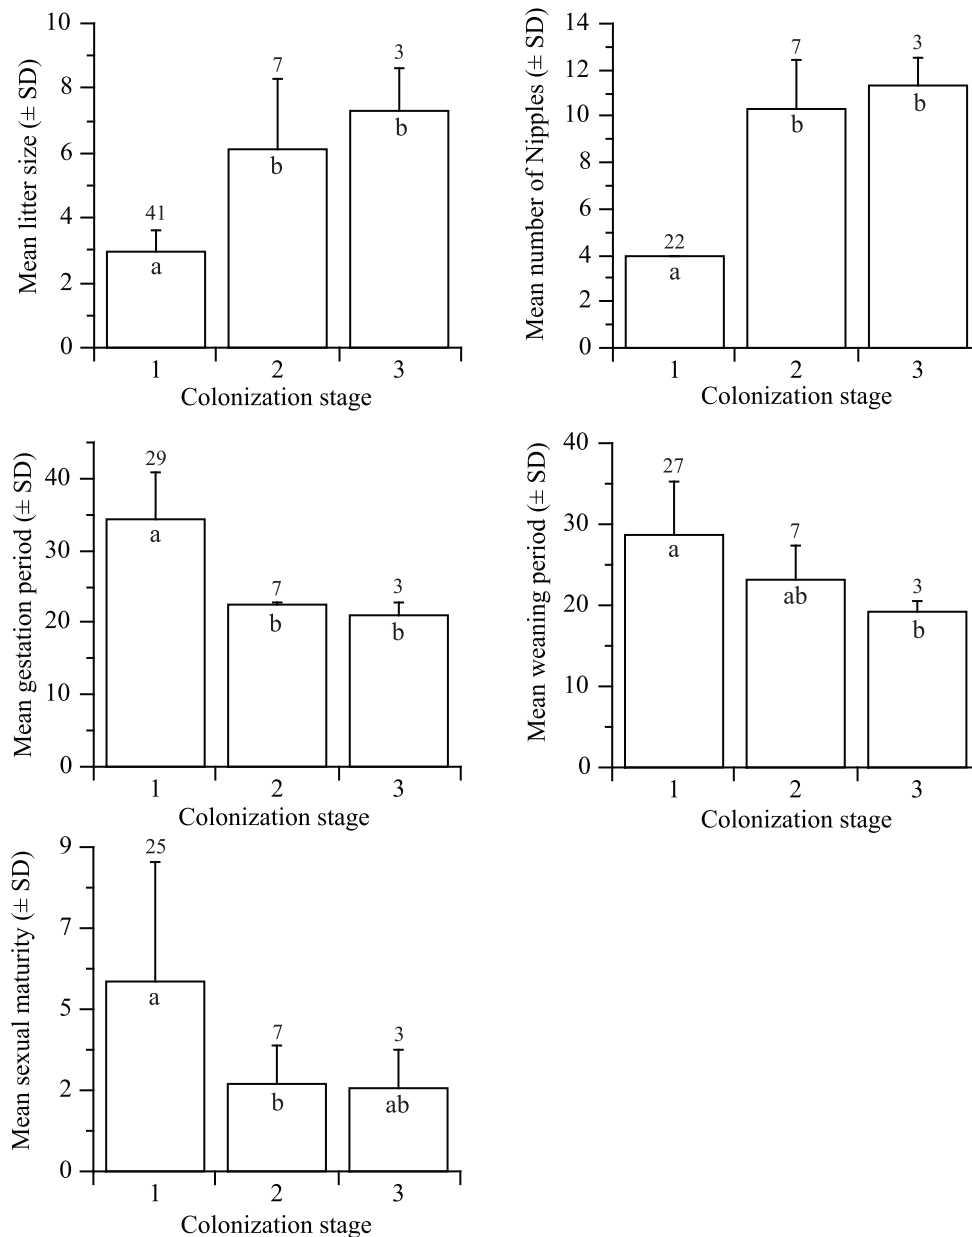 Mean litter size (± SD)
10
8
6
4
2
0
41
a
7
b
3
b
1 2 3
Colonization stage
Mean number of Nipples (± SD)
14
12
10
8
6
4
2
0
22
a
7
b
3
b
1 2 3
Colonization stage
Mean gestation period (± SD)
40
30
20
10
0
29
a
7
b
3
b
1 2 3
Colonization stage
Mean weaning period (± SD)
40
30
20
10
0
27
a
7
ab
3
b
1 2 3
Colonization stage
Mean sexual maturity (± SD)
9
7
5
2
0
25
a
7
b
3
ab
1 2 3
Colonization stage